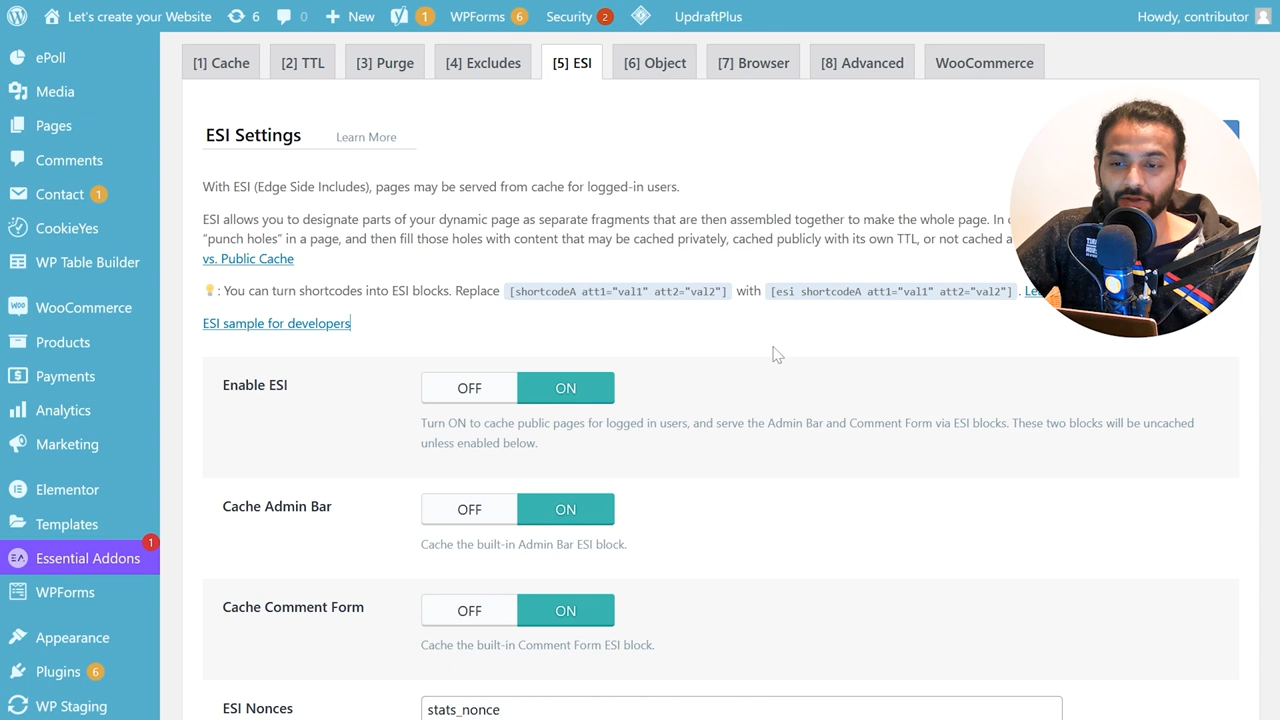 Let's create your Website 6 0 New 1 WPForms 6 Security 2 UpdraftPlus Howdy, contributor
ePoll
Media
Pages
Comments
Contact 1
CookieYes
WP Table Builder
WooCommerce
Products
Payments
Analytics
Marketing
Elementor
Templates
Essential Addons 1
WPForms
Appearance
Plugins 6
WP Staging
[1] Cache [2] TTL [3] Purge [4] Excludes [5] ESI [6] Object [7] Browser [8] Advanced WooCommerce
ESI Settings Learn More
With ESI (Edge Side Includes), pages may be served from cache for logged-in users.
ESI allows you to designate parts of your dynamic page as separate fragments that are then assembled together to make the whole page. In
“punch holes” in a page, and then fill those holes with content that may be cached privately, cached publicly with its own TTL, or not cached
vs. Public Cache
: You can turn shortcodes into ESI blocks. Replace [shortcodeA att1="val1" att2="val2"] with [esi shortcodeA att1="val1" att2="val2"] .
ESI sample for developers
Enable ESI
OFF ON
Turn ON to cache public pages for logged in users, and serve the Admin Bar and Comment Form via ESI blocks. These two blocks will be uncached
unless enabled below.
Cache Admin Bar
OFF ON
Cache the built-in Admin Bar ESI block.
Cache Comment Form
OFF ON
Cache the built-in Comment Form ESI block.
ESI Nonces
stats_nonce